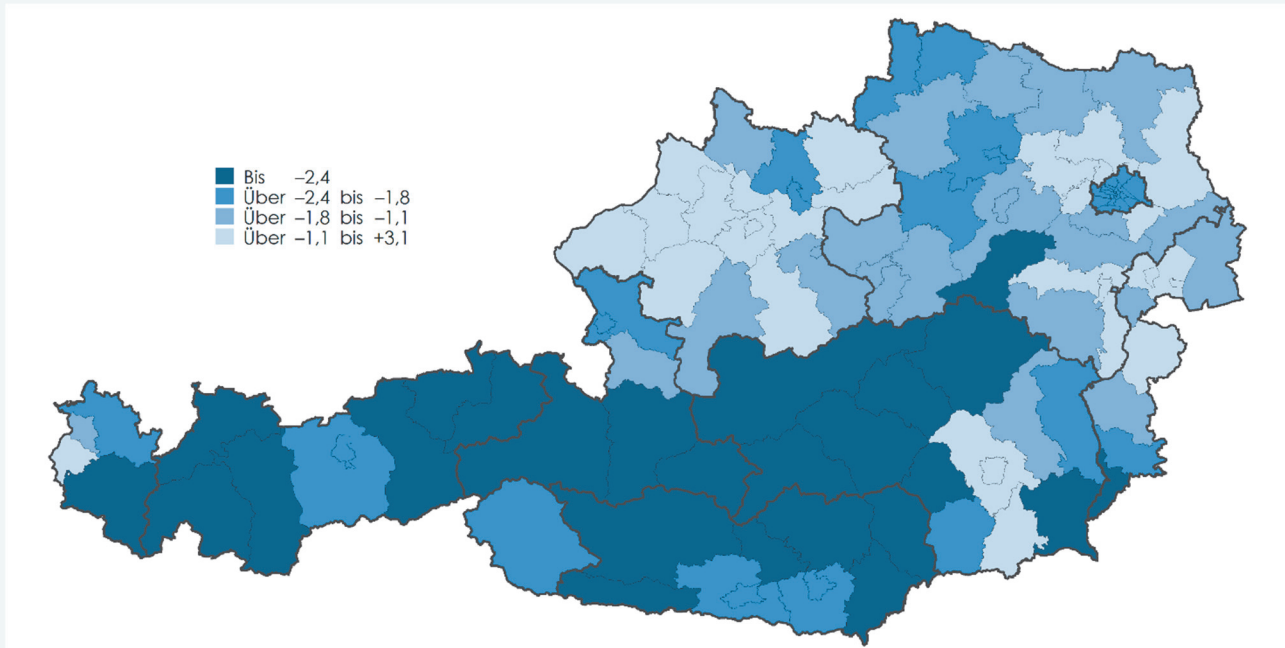 Bis –2,4
Über –2,4 bis –1,8
Über –1,8 bis –1,1
Über –1,1 bis +3,1